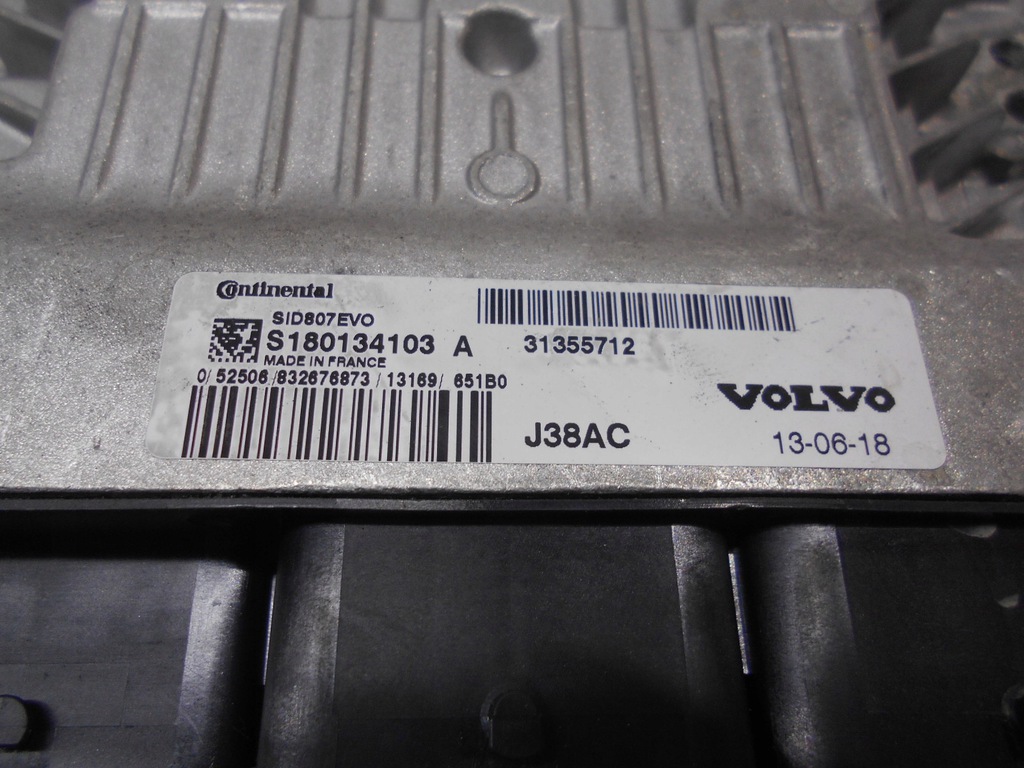 Continental
SID807EVO
S180134103 A
MADE IN FRANCE
0/52506/832676873/13169/651B0
31355712
VOLVO
J38AC
13-06-18